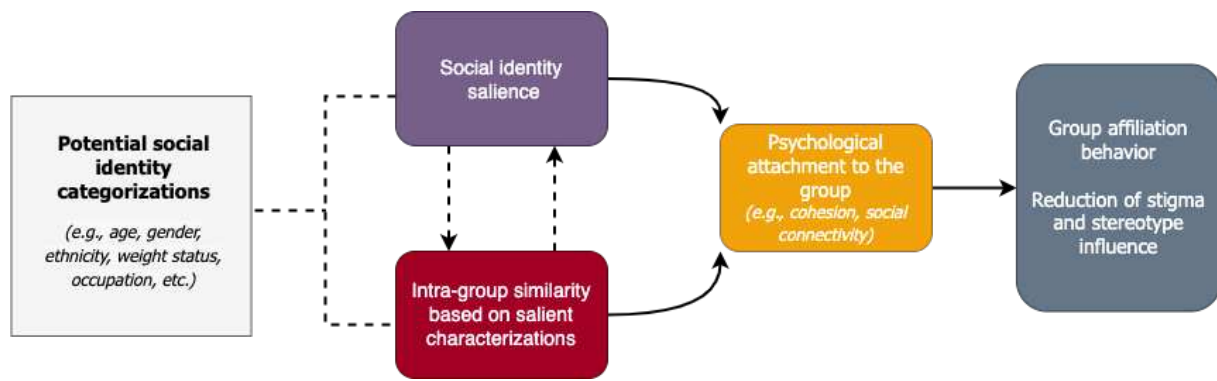 Potential social
identity
categorizations
(e.g., age, gender,
ethnicity, weight status,
occupation, etc.)
Social identity
salience
Intra-group similarity
based on salient
characterizations
Psychological
attachment to the
group
(e.g., cohesion, social
connectivity)
Group affiliation
behavior
Reduction of stigma
and stereotype
influence